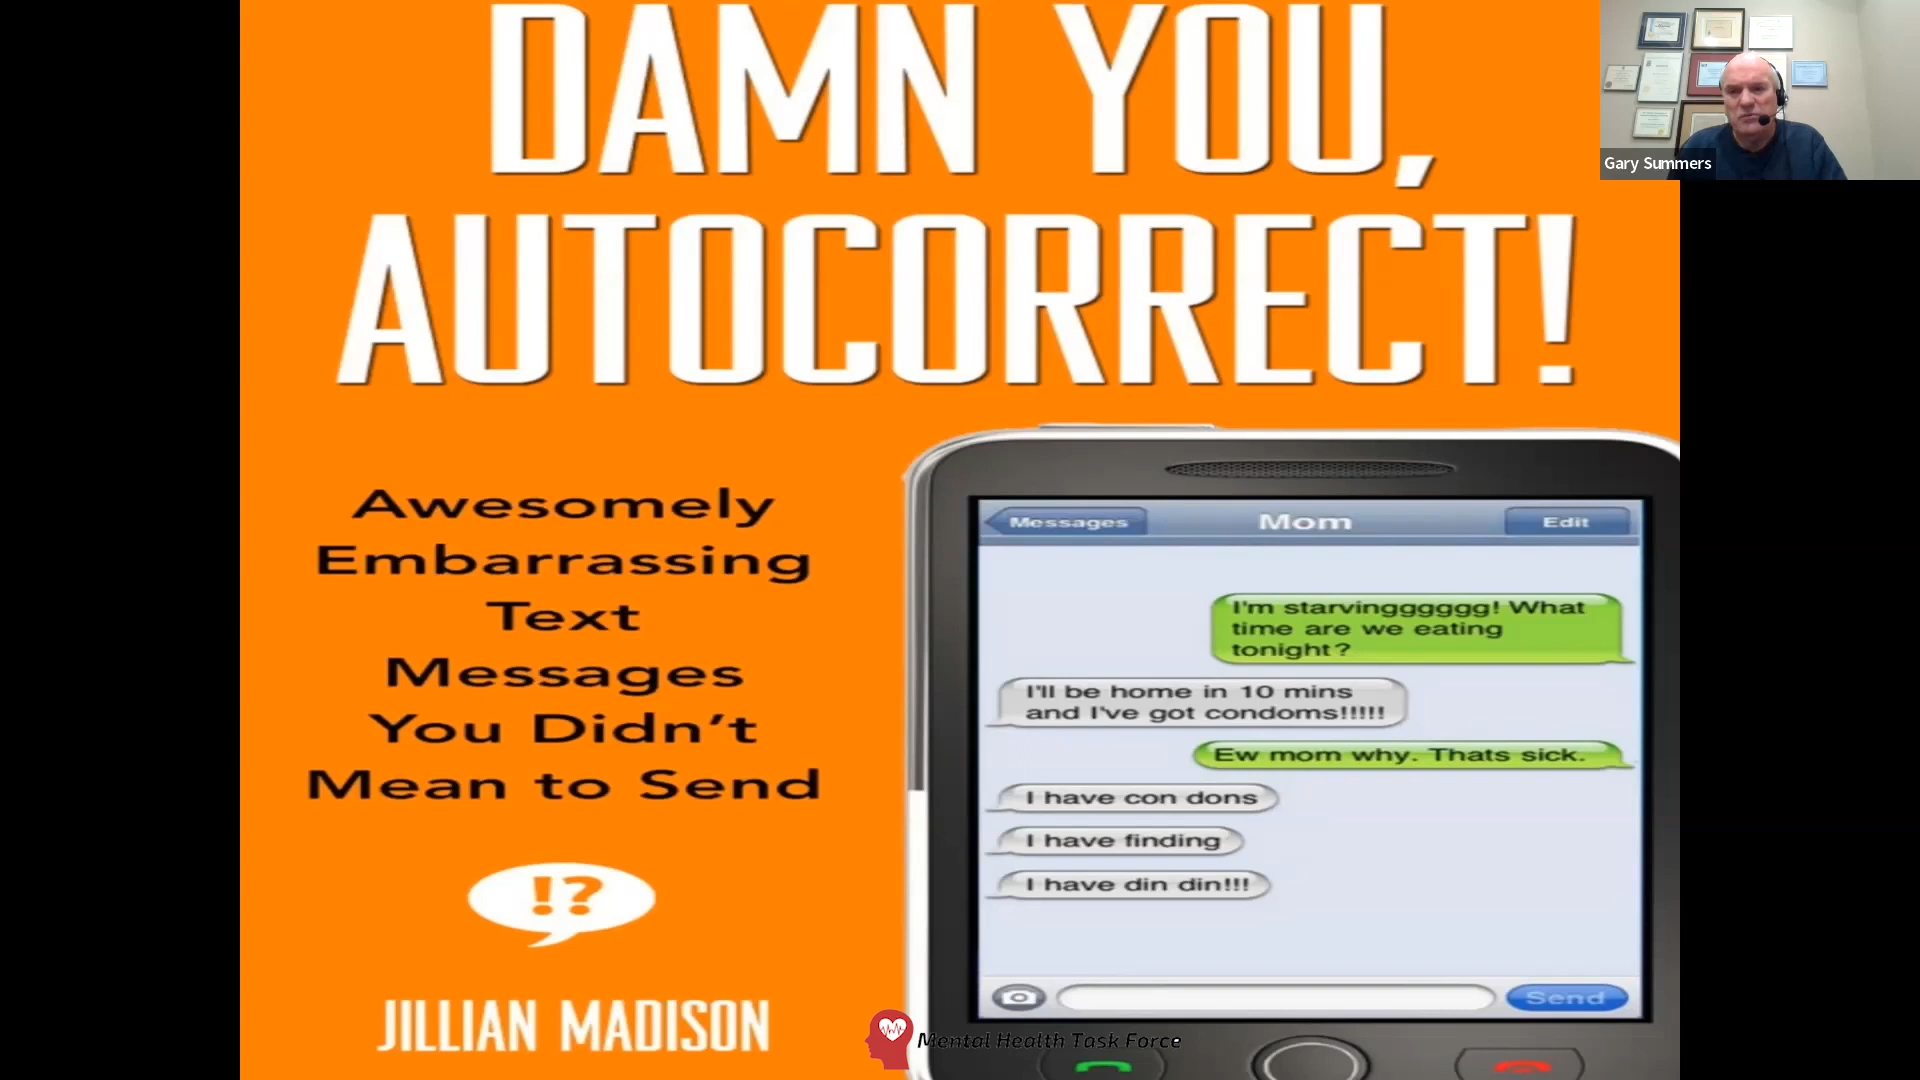 DAMN YOU,
AUTOCORRECT!
Awesomely
Embarrassing
Text
Messages
You Didn't
Mean to Send
!?
JILLIAN MADISON
Messages
Mom
Edit
I'm starvingggggg! What
time are we eating
tonight?
I'll be home in 10 mins
and I've got condoms!!!!!
Ew mom why. Thats sick.
I have con dons
I have finding
I have din din!!!
Send
Mental Health Task Force
Gary Summers